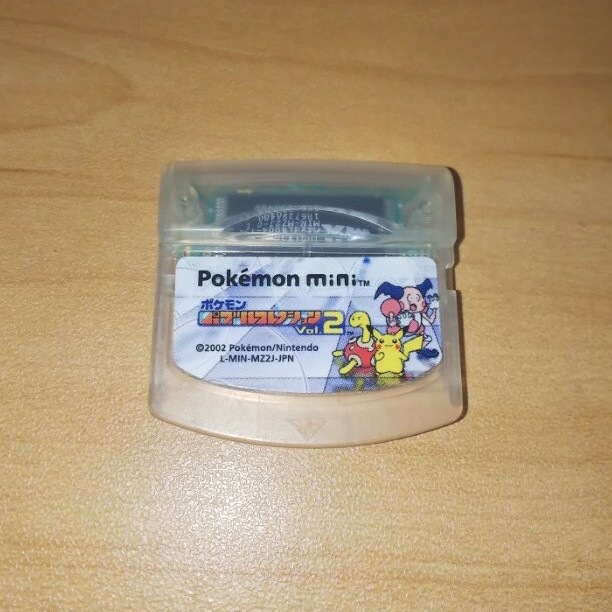 Pokémon mini™
ポケモン
パズルコレクション
Vol.2™
©2002 Pokémon/Nintendo
L-MIN-MZ2J-JPN